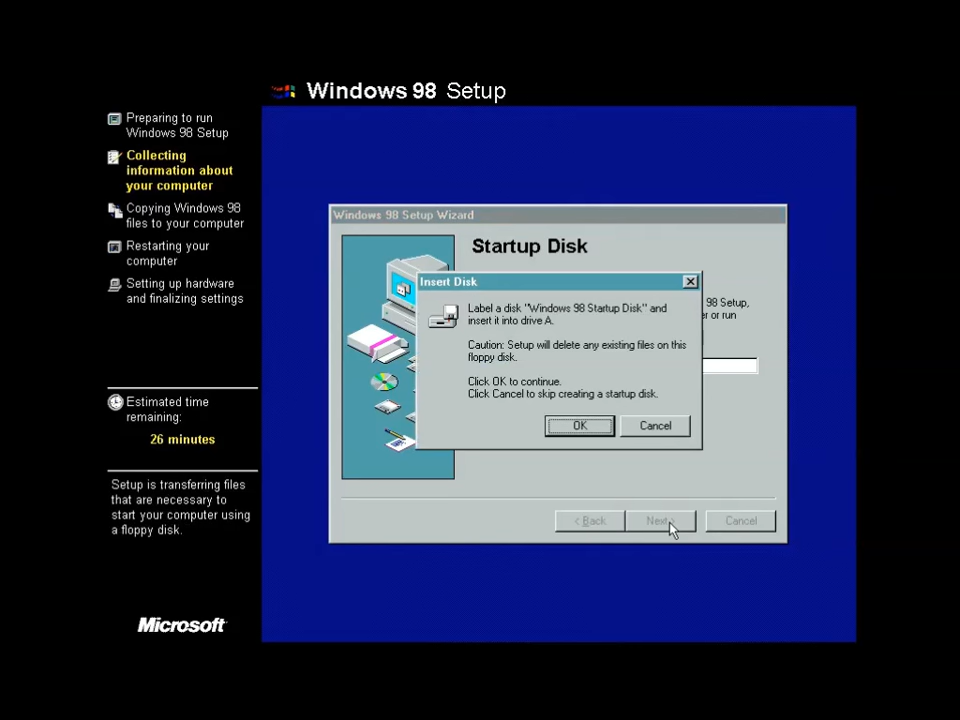 Windows 98 Setup
Preparing to run
Windows 98 Setup
Collecting
information about
your computer
Copying Windows 98
files to your computer
Restarting your
computer
Setting up hardware
and finalizing settings
Estimated time
remaining:
26 minutes
Setup is transferring files
that are necessary to
start your computer using
a floppy disk.
Microsoft
Windows 98 Setup Wizard
Startup Disk
98 Setup,
er or run
Insert Disk
Label a disk "Windows 98 Startup Disk" and
insert it into drive A.
Caution: Setup will delete any existing files on this
floppy disk.
Click OK to continue.
Click Cancel to skip creating a startup disk.
OK
Cancel
< Back
Next >
Cancel